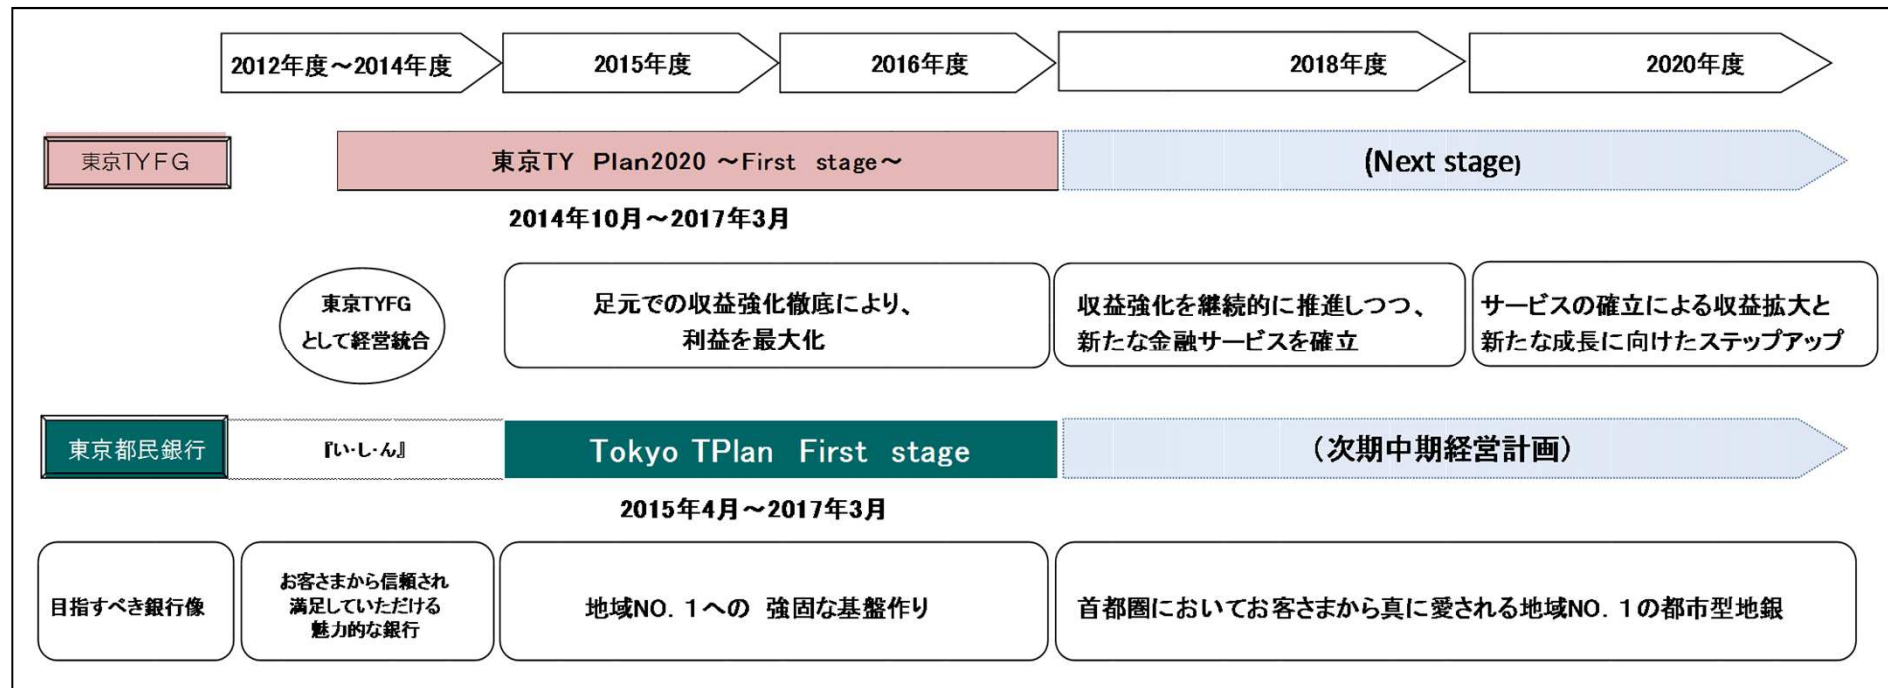 2012年度～2014年度
2015年度
2016年度
2018年度
2020年度
東京TYFG
東京TY Plan2020 ～First stage～
(Next stage)
2014年10月～2017年3月
東京TYFG
として経営統合
足元での収益強化徹底により、
利益を最大化
収益強化を継続的に推進しつつ、
新たな金融サービスを確立
サービスの確立による収益拡大と
新たな成長に向けたステップアップ
東京都民銀行
『い･し･ん』
Tokyo TPlan First stage
（次期中期経営計画）
2015年4月～2017年3月
目指すべき銀行像
お客さまから信頼され
満足していただける
魅力的な銀行
地域NO．1への 強固な基盤作り
首都圏においてお客さまから真に愛される地域NO．1の都市型地銀